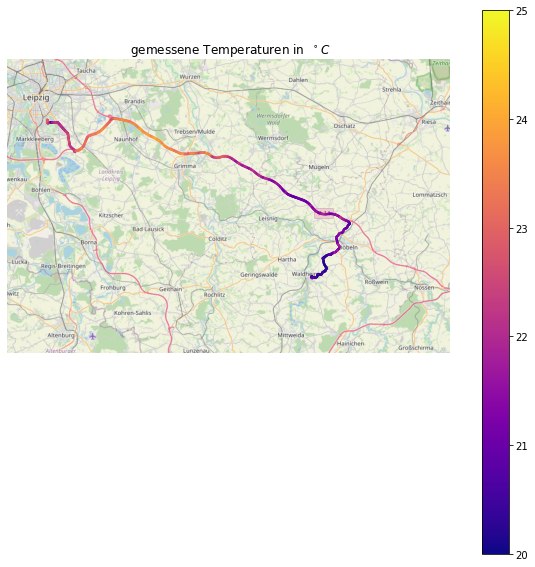 gemessene Temperaturen in °C
25
24
23
22
21
20
Taucha
Wurzen
Dahlen
Strehla
Leipzig
Brandis
Zeithain
Wermsdorfer
Wald
Oschatz
Riesa
Markkleeberg
Naunhof
Trebsen/Mulde
Wermsdorf
Grimma
Mügeln
Landkreis
Leipzig
Böhlen
Lommatzsch
Kitzscher
Leisnig
Bad Lausick
Colditz
Borna
Döbeln
Hartha
Regis-Breitingen
Geringswalde
Waldheim
Roßwein
Nossen
Frohburg
Geithain
Rochlitz
Kohren-Sahlis
Altenburg
Mittweida
Hainichen
Lunzenau
Großschirma